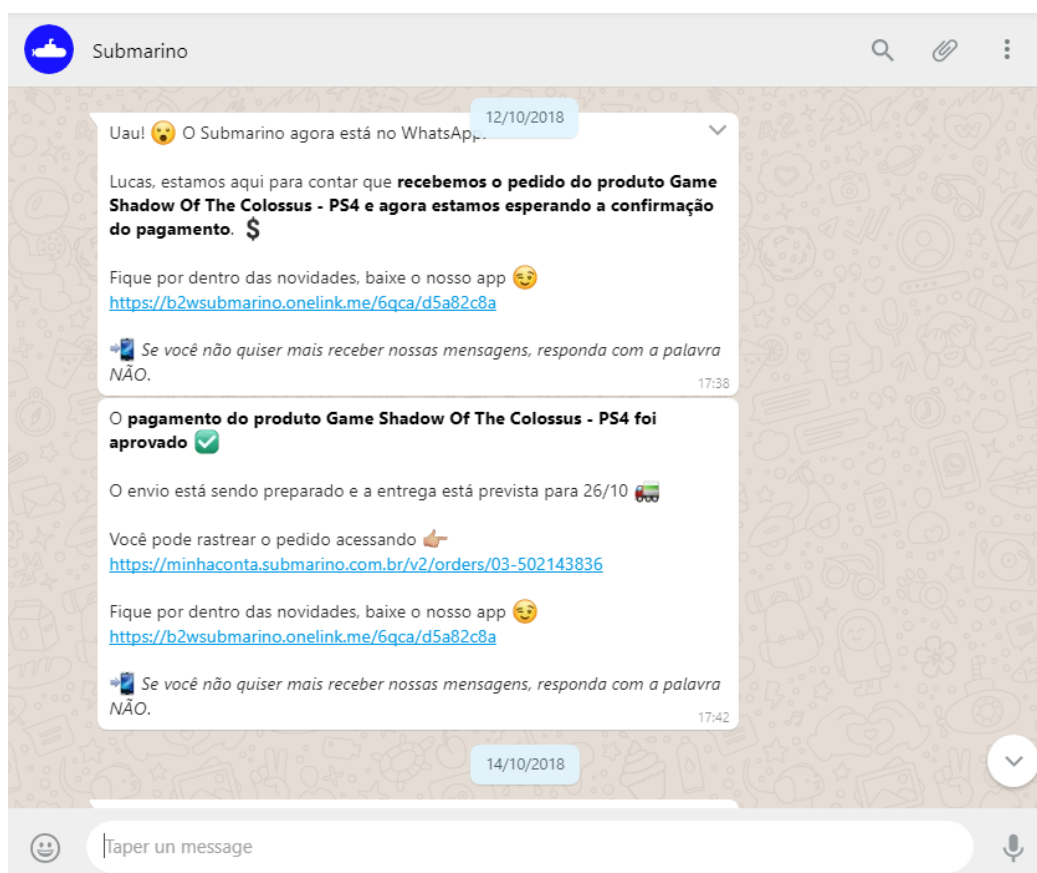 Submarino
12/10/2018
Uau! 😮 O Submarino agora está no WhatsApp.
Lucas, estamos aqui para contar que recebemos o pedido do produto Game
Shadow Of The Colossus - PS4 e agora estamos esperando a confirmação
do pagamento. 💲
Fique por dentro das novidades, baixe o nosso app 😉
https://b2wsubmarino.onelink.me/6qca/d5a82c8a
📲 Se você não quiser mais receber nossas mensagens, responda com a palavra
NÃO.
17:38
O pagamento do produto Game Shadow Of The Colossus - PS4 foi
aprovado ✅
O envio está sendo preparado e a entrega está prevista para 26/10 🚛
Você pode rastrear o pedido acessando 👉🏼
https://minhaconta.submarino.com.br/v2/orders/03-502143836
Fique por dentro das novidades, baixe o nosso app 😉
https://b2wsubmarino.onelink.me/6qca/d5a82c8a
📲 Se você não quiser mais receber nossas mensagens, responda com a palavra
NÃO.
17:42
14/10/2018
Taper un message